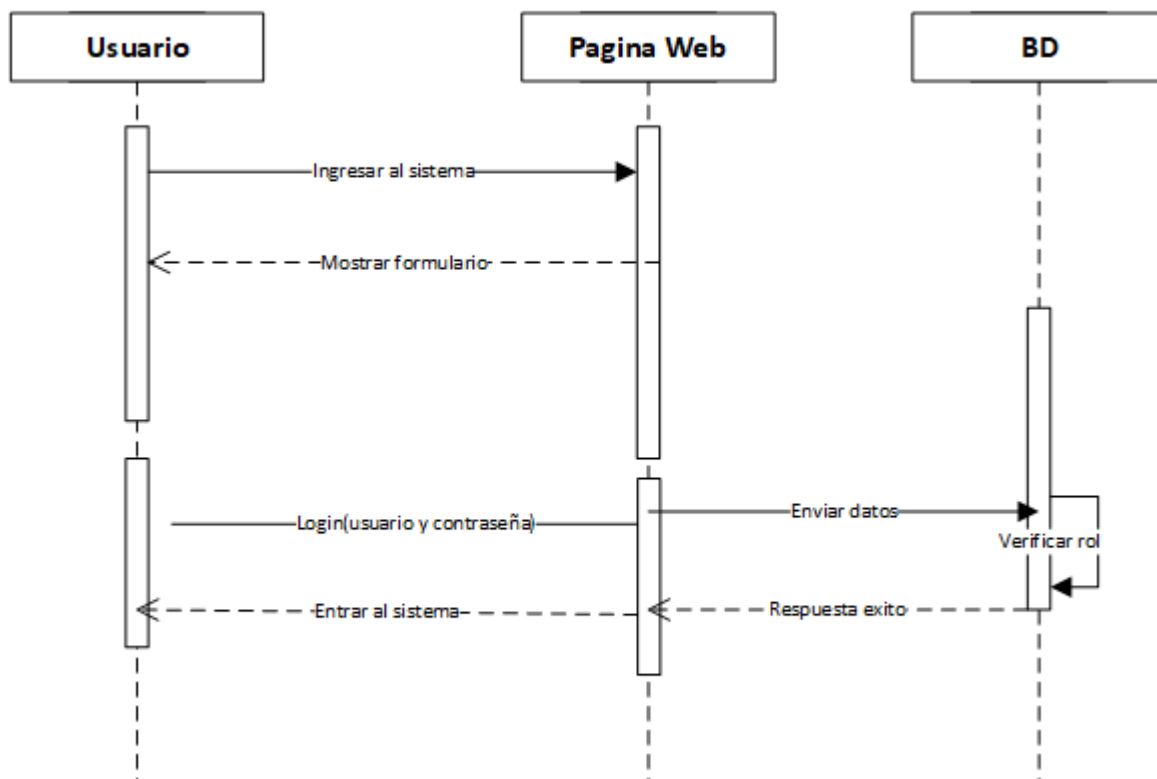 Usuario
Pagina Web
BD
Ingresar al sistema
Mostrar formulario
Enviar datos
Login(usuario y contraseña)
Verificar rol
Entrar al sistema
Respuesta exito